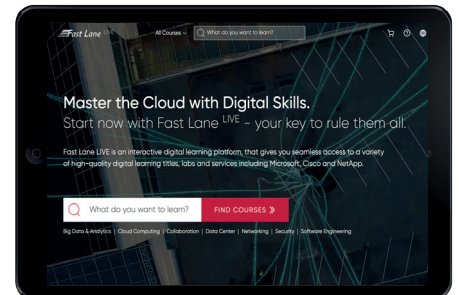 Fast Lane LIVE
All Courses
What do you want to learn?
Master the Cloud with Digital Skills.
Start now with Fast Lane LIVE - your key to rule them all.
Fast Lane LIVE is an interactive digital learning platform, that gives you seamless access to a variety
of high-quality digital learning titles, labs and services including Microsoft, Cisco and NetApp.
What do you want to learn?
FIND COURSES
Big Data & Analytics | Cloud Computing | Collaboration | Data Center | Networking | Security | Software Engineering